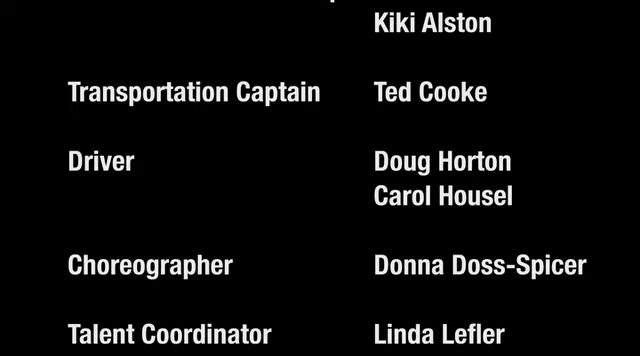 Kiki Alston
Transportation Captain Ted Cooke
Driver Doug Horton
Carol Housel
Choreographer Donna Doss-Spicer
Talent Coordinator Linda Lefler